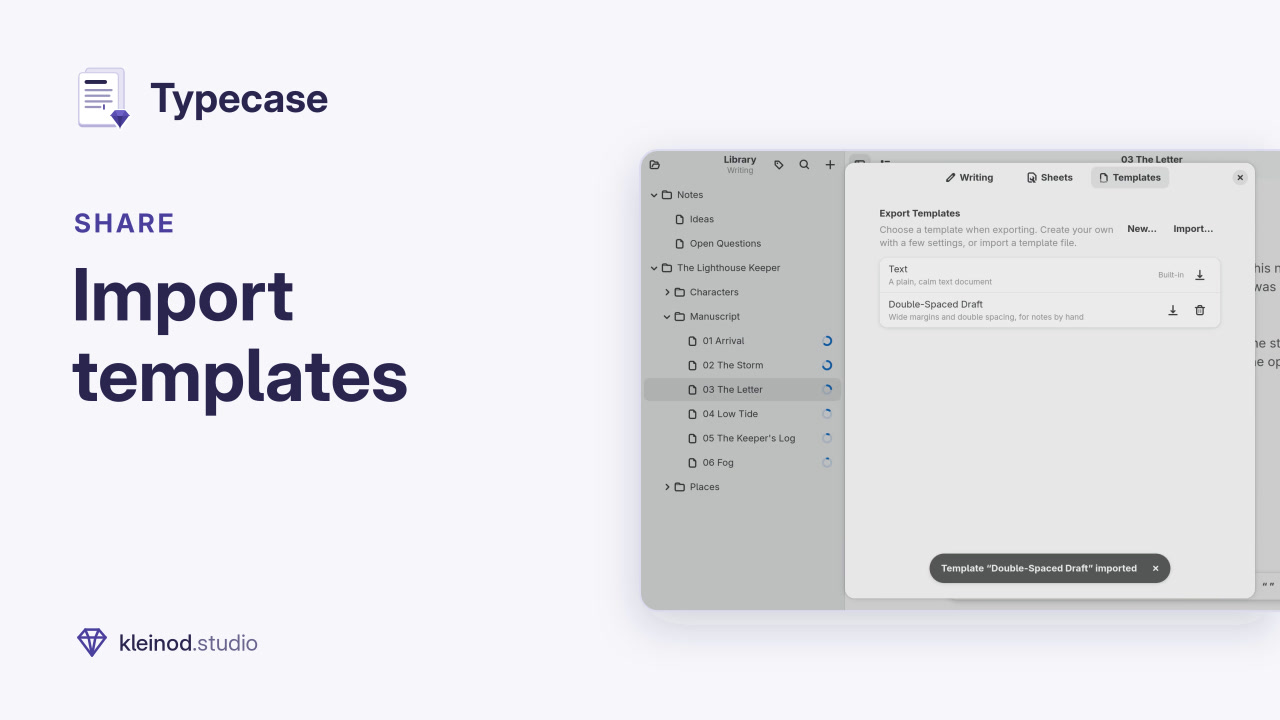 Typecase
SHARE
Import
templates
kleinod.studio
Library
Writing
Notes
Ideas
Open Questions
The Lighthouse Keeper
Characters
Manuscript
01 Arrival
02 The Storm
03 The Letter
04 Low Tide
05 The Keeper's Log
06 Fog
Places
03 The Letter
Writing
Sheets
Templates
Export Templates
Choose a template when exporting. Create your own
with a few settings, or import a template file.
New...
Import...
Text
A plain, calm text document
Built-in
Double-Spaced Draft
Wide margins and double spacing, for notes by hand
Template “Double-Spaced Draft” imported
was